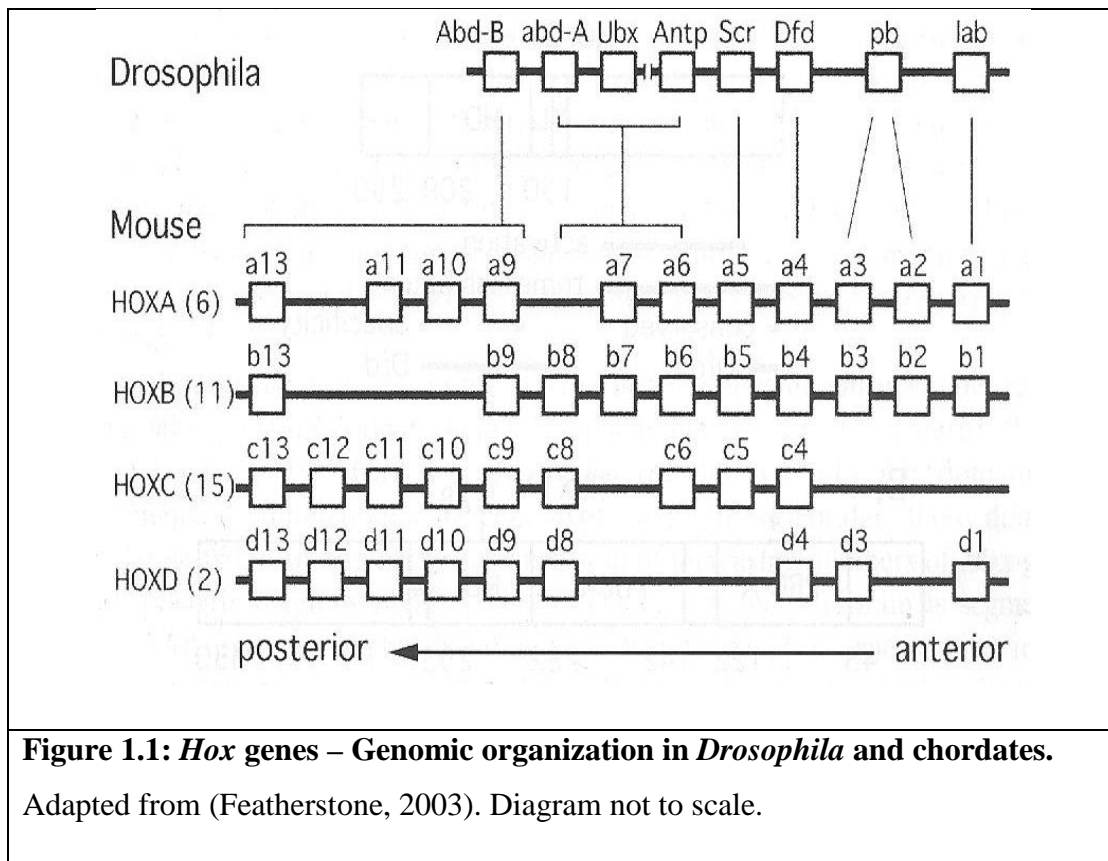 Abd-B abd-A Ubx Antp Scr Dfd pb lab
Drosophila
Mouse
a13 a11 a10 a9 a7 a6 a5 a4 a3 a2 a1
HOXA (6)
b13 b9 b8 b7 b6 b5 b4 b3 b2 b1
HOXB (11)
c13 c12 c11 c10 c9 c8 c6 c5 c4
HOXC (15)
d13 d12 d11 d10 d9 d8 d4 d3 d1
HOXD (2)
posterior anterior
Figure 1.1: Hox genes – Genomic organization in Drosophila and chordates.
Adapted from (Featherstone, 2003). Diagram not to scale.